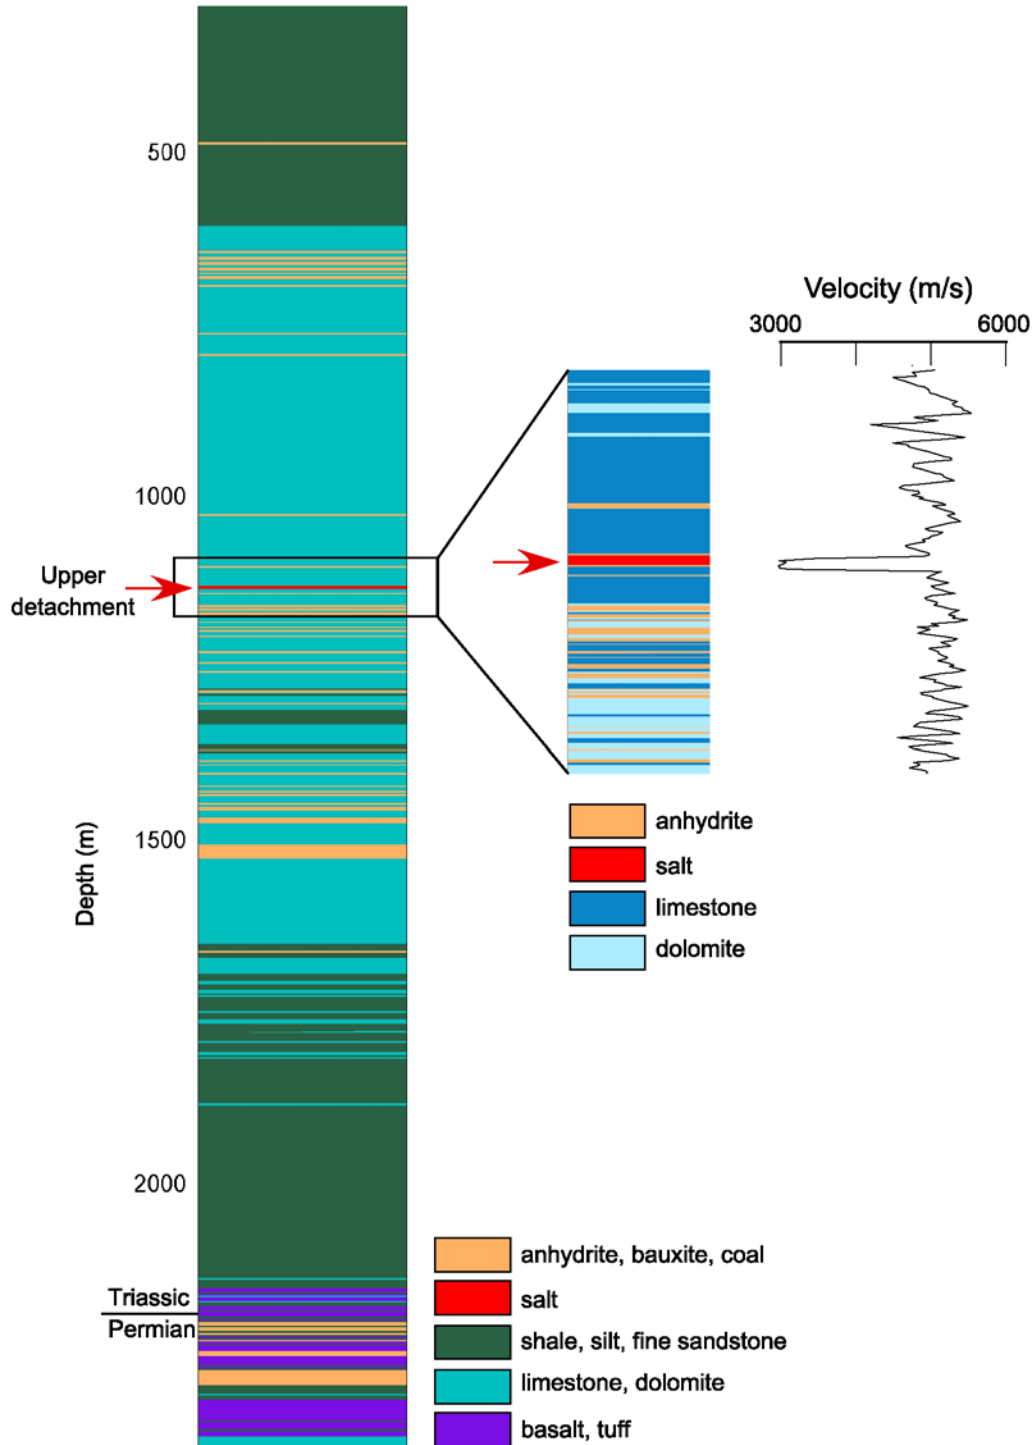 500
1000
1500
2000
Depth (m)
Upper
detachment
Triassic
Permian
Velocity (m/s)
3000 6000
anhydrite
salt
limestone
dolomite
anhydrite, bauxite, coal
salt
shale, silt, fine sandstone
limestone, dolomite
basalt, tuff